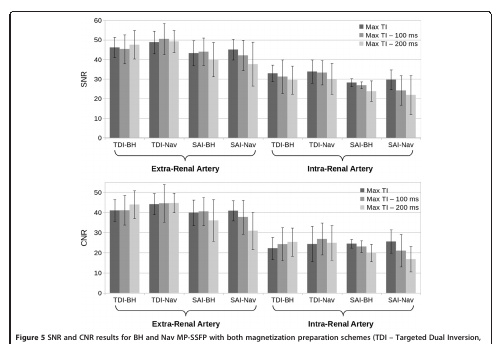 60
50
40
30
20
10
0
SNR
Max TI
Max TI – 100 ms
Max TI – 200 ms
TDI-BH TDI-Nav SAI-BH SAI-Nav TDI-BH TDI-Nav SAI-BH SAI-Nav
Extra-Renal Artery Intra-Renal Artery
50
40
30
20
10
0
CNR
Max TI
Max TI – 100 ms
Max TI – 200 ms
TDI-BH TDI-Nav SAI-BH SAI-Nav TDI-BH TDI-Nav SAI-BH SAI-Nav
Extra-Renal Artery Intra-Renal Artery
Figure 5 SNR and CNR results for BH and Nav MP-SSFP with both magnetization preparation schemes (TDI – Targeted Dual Inversion,